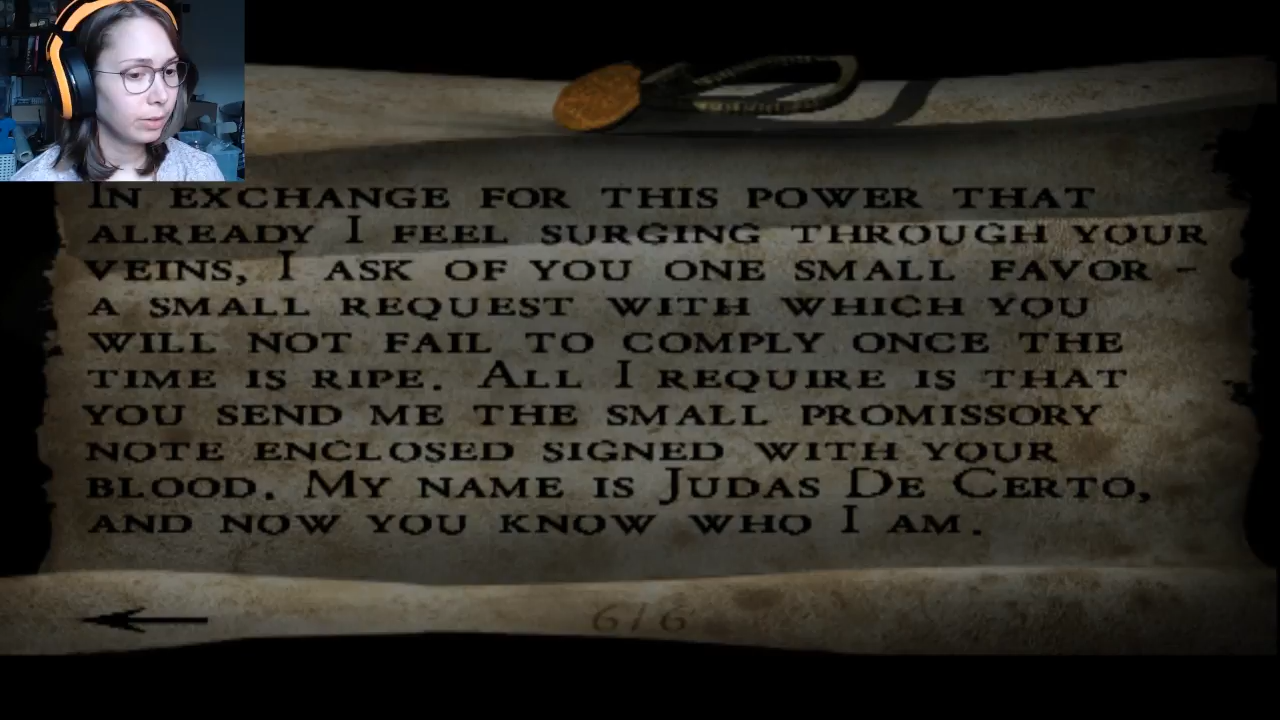 In exchange for this power that
already I feel surging through your
veins, I ask of you one small favor -
a small request with which you
will not fail to comply once the
time is ripe. All I require is that
you send me the small promissory
note enclosed signed with your
blood. My name is Judas De Certo,
and now you know who I am.
6/6